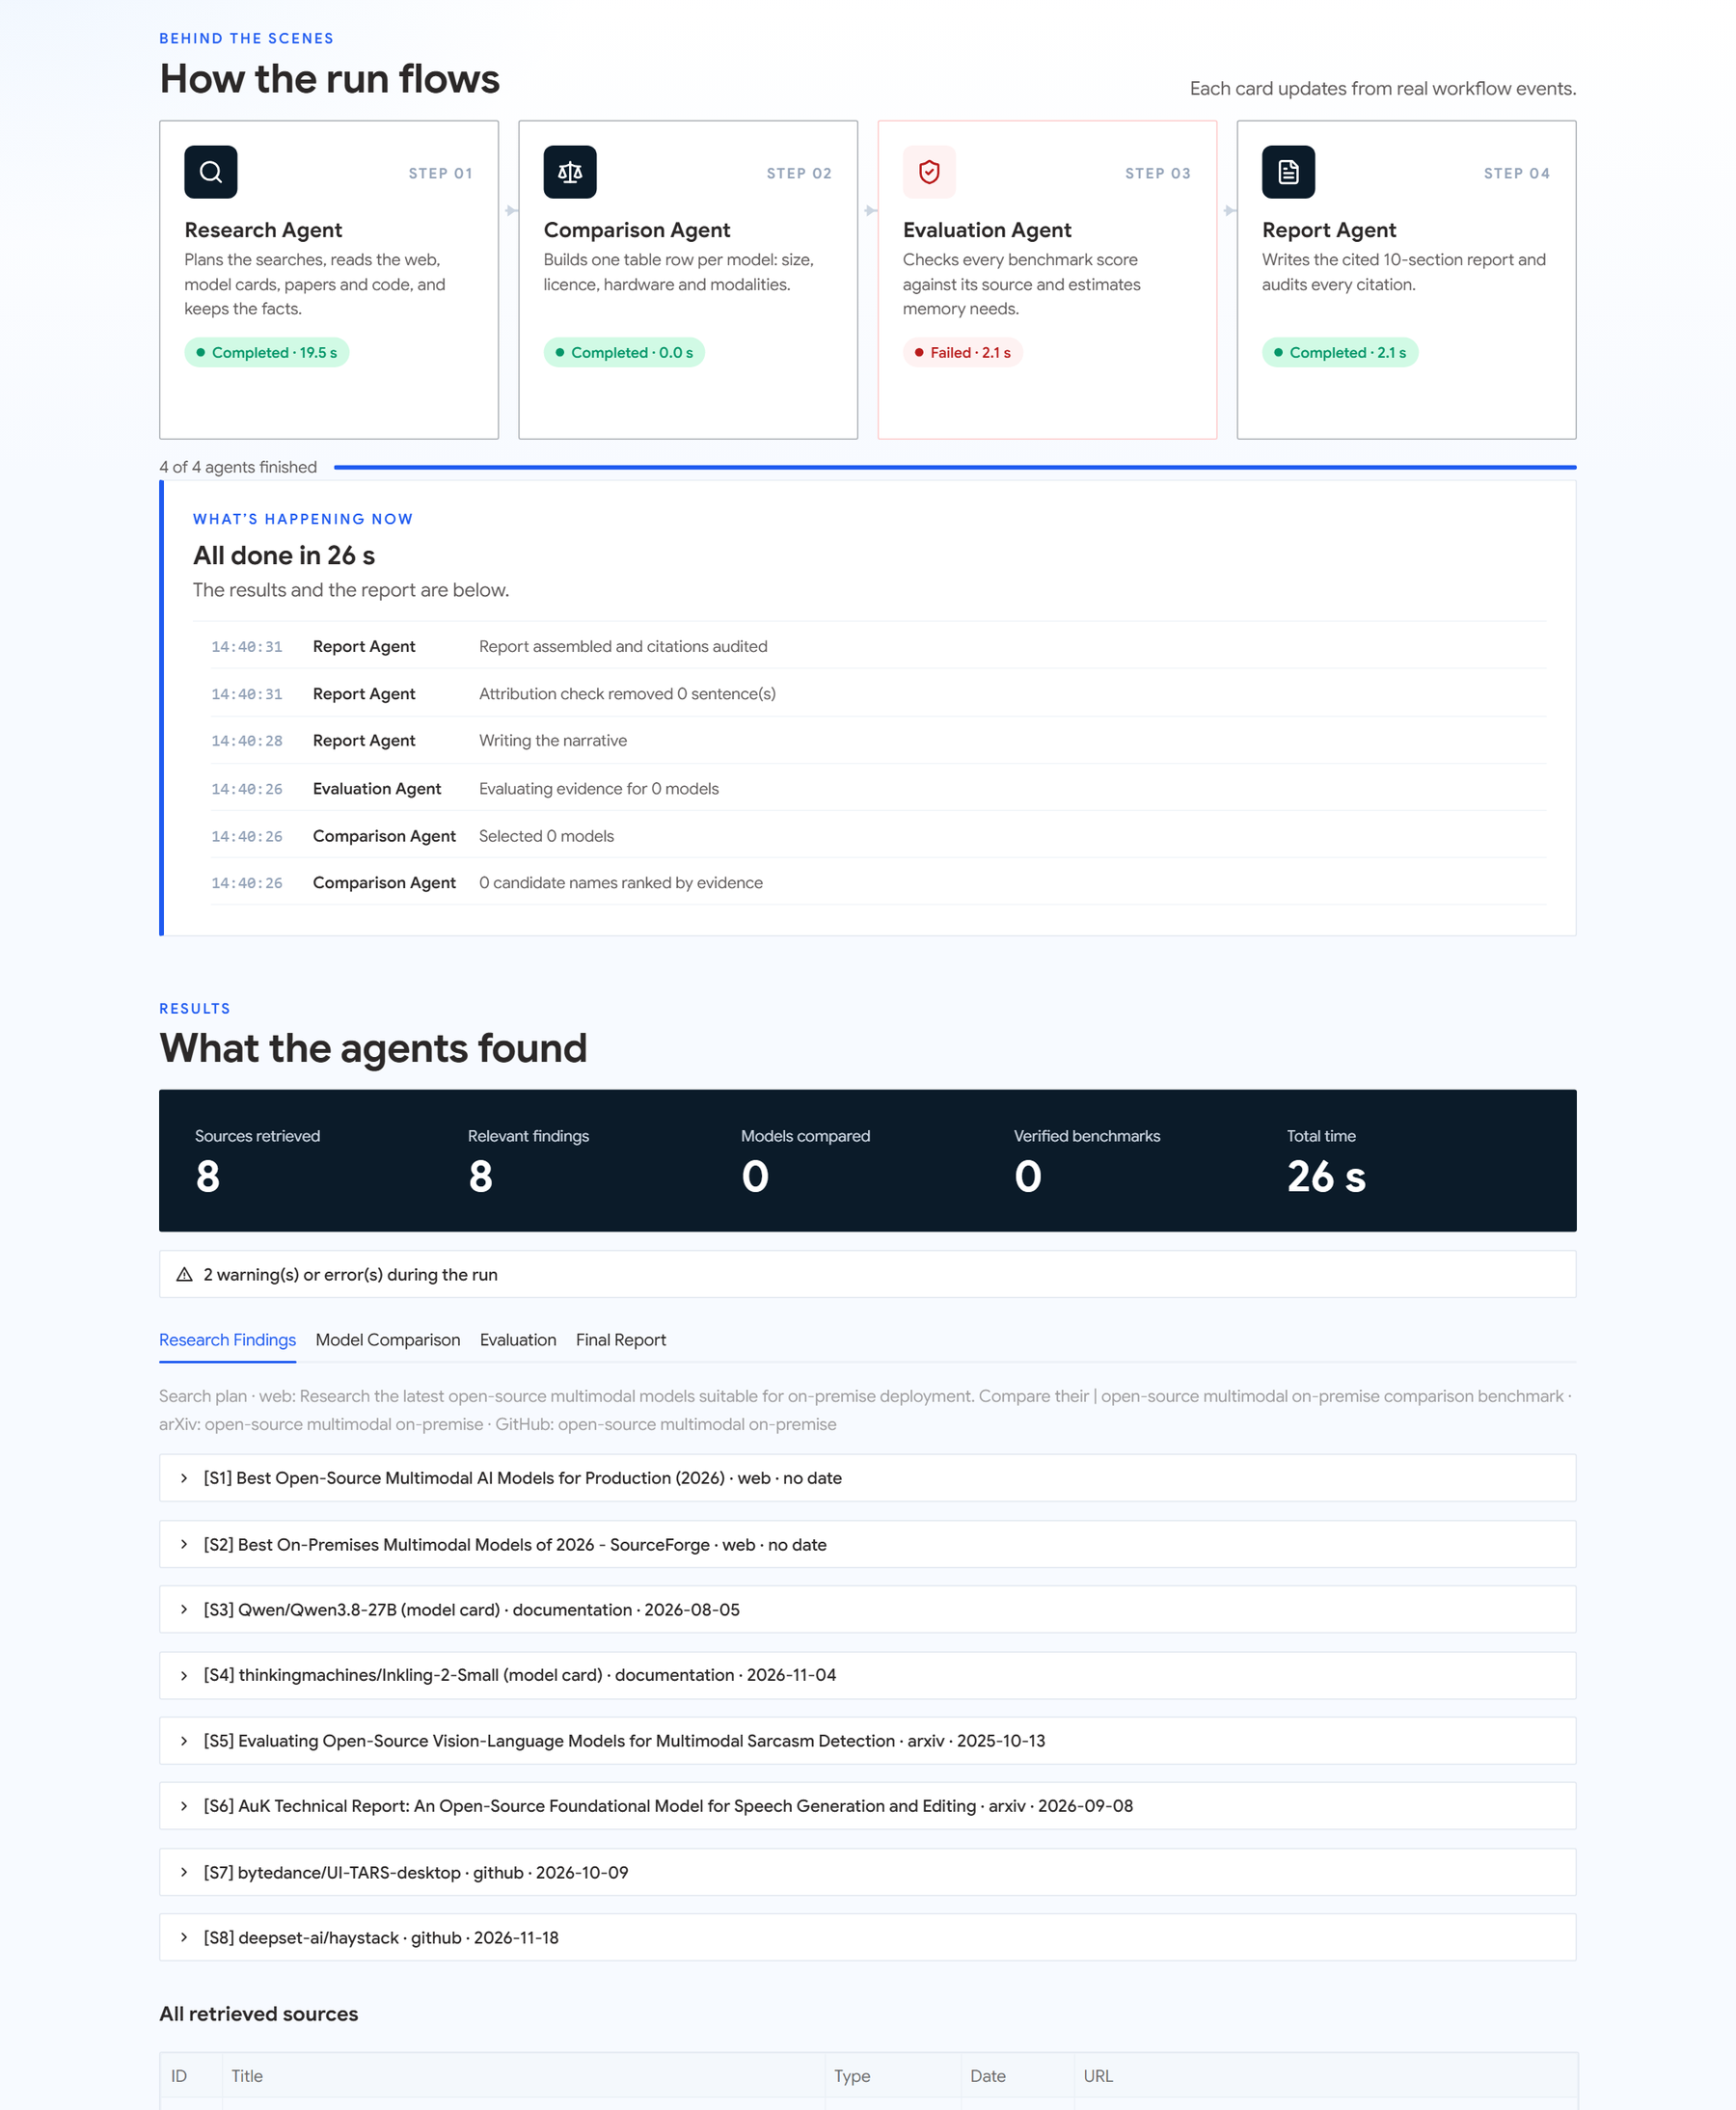 BEHIND THE SCENES
How the run flows
Each card updates from real workflow events.
STEP 01
Research Agent
Plans the searches, reads the web,
model cards, papers and code, and
keeps the facts.
Completed · 19.5 s
STEP 02
Comparison Agent
Builds one table row per model: size,
licence, hardware and modalities.
Completed · 0.0 s
STEP 03
Evaluation Agent
Checks every benchmark score
against its source and estimates
memory needs.
Failed · 2.1 s
STEP 04
Report Agent
Writes the cited 10-section report and
audits every citation.
Completed · 2.1 s
4 of 4 agents finished
WHAT'S HAPPENING NOW
All done in 26 s
The results and the report are below.
14:40:31 Report Agent Report assembled and citations audited
14:40:31 Report Agent Attribution check removed 0 sentence(s)
14:40:28 Report Agent Writing the narrative
14:40:26 Evaluation Agent Evaluating evidence for 0 models
14:40:26 Comparison Agent Selected 0 models
14:40:26 Comparison Agent 0 candidate names ranked by evidence
RESULTS
What the agents found
Sources retrieved
8
Relevant findings
8
Models compared
0
Verified benchmarks
0
Total time
26 s
2 warning(s) or error(s) during the run
Research Findings Model Comparison Evaluation Final Report
Search plan · web: Research the latest open-source multimodal models suitable for on-premise deployment. Compare their | open-source multimodal on-premise comparison benchmark ·
arXiv: open-source multimodal on-premise · GitHub: open-source multimodal on-premise
[S1] Best Open-Source Multimodal AI Models for Production (2026) · web · no date
[S2] Best On-Premises Multimodal Models of 2026 - SourceForge · web · no date
[S3] Qwen/Qwen3.8-27B (model card) · documentation · 2026-08-05
[S4] thinkingmachines/Inkling-2-Small (model card) · documentation · 2026-11-04
[S5] Evaluating Open-Source Vision-Language Models for Multimodal Sarcasm Detection · arxiv · 2025-10-13
[S6] AuK Technical Report: An Open-Source Foundational Model for Speech Generation and Editing · arxiv · 2026-09-08
[S7] bytedance/UI-TARS-desktop · github · 2026-10-09
[S8] deepset-ai/haystack · github · 2026-11-18
All retrieved sources
ID Title Type Date URL